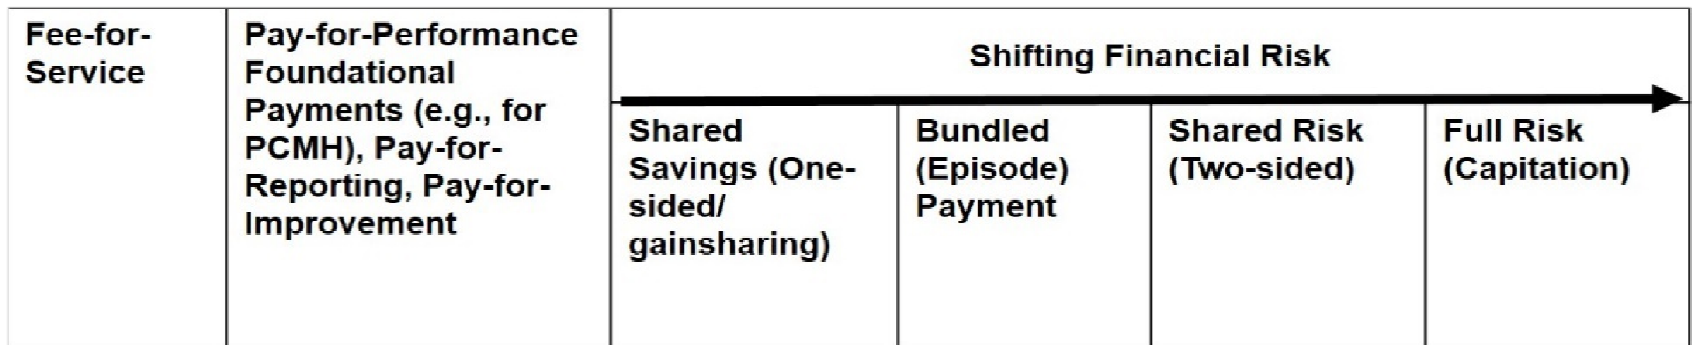 Fee-for-
Service
Pay-for-Performance
Foundational
Payments (e.g., for
PCMH), Pay-for-
Reporting, Pay-for-
Improvement
Shifting Financial Risk
Shared
Savings (One-
sided/
gainsharing)
Bundled
(Episode)
Payment
Shared Risk
(Two-sided)
Full Risk
(Capitation)